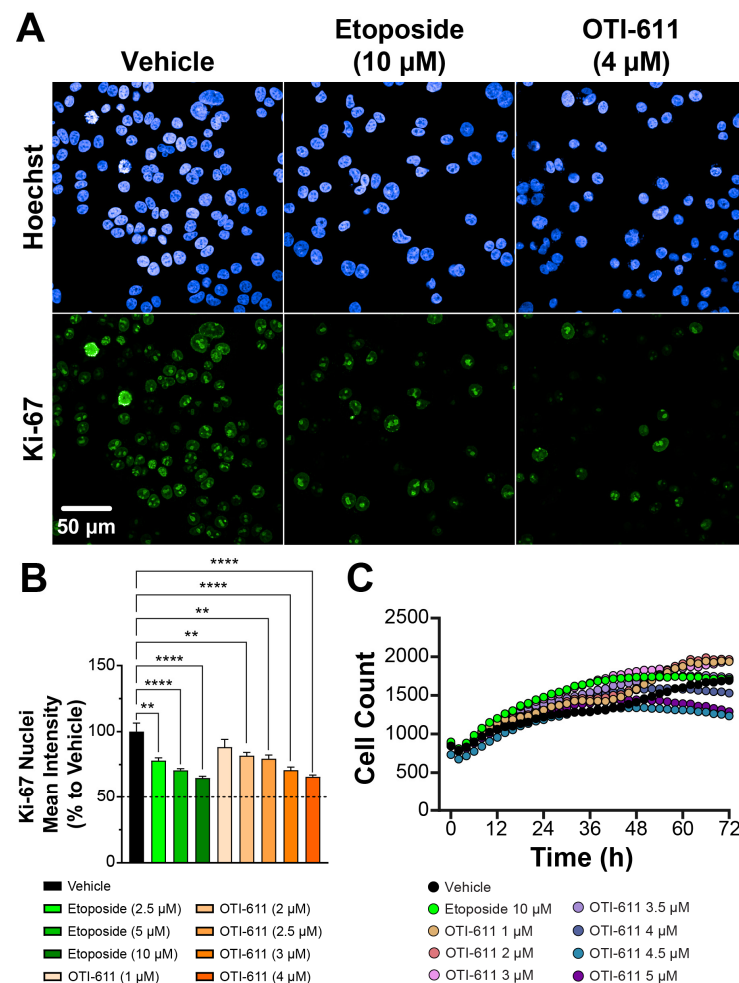 A
Vehicle
Etoposide
(10 µM)
OTI-611
(4 µM)
Hoechst
Ki-67
50 µm
B
****
****
**
**
****
****
**
150
100
50
0
Ki-67 Nuclei
Mean Intensity
(% to Vehicle)
Vehicle
Etoposide (2.5 µM)
Etoposide (5 µM)
Etoposide (10 µM)
OTI-611 (1 µM)
OTI-611 (2 µM)
OTI-611 (2.5 µM)
OTI-611 (3 µM)
OTI-611 (4 µM)
C
2500
2000
1500
1000
500
0
Cell Count
0 12 24 36 48 60 72
Time (h)
Vehicle
Etoposide 10 µM
OTI-611 1 µM
OTI-611 2 µM
OTI-611 3 µM
OTI-611 3.5 µM
OTI-611 4 µM
OTI-611 4.5 µM
OTI-611 5 µM